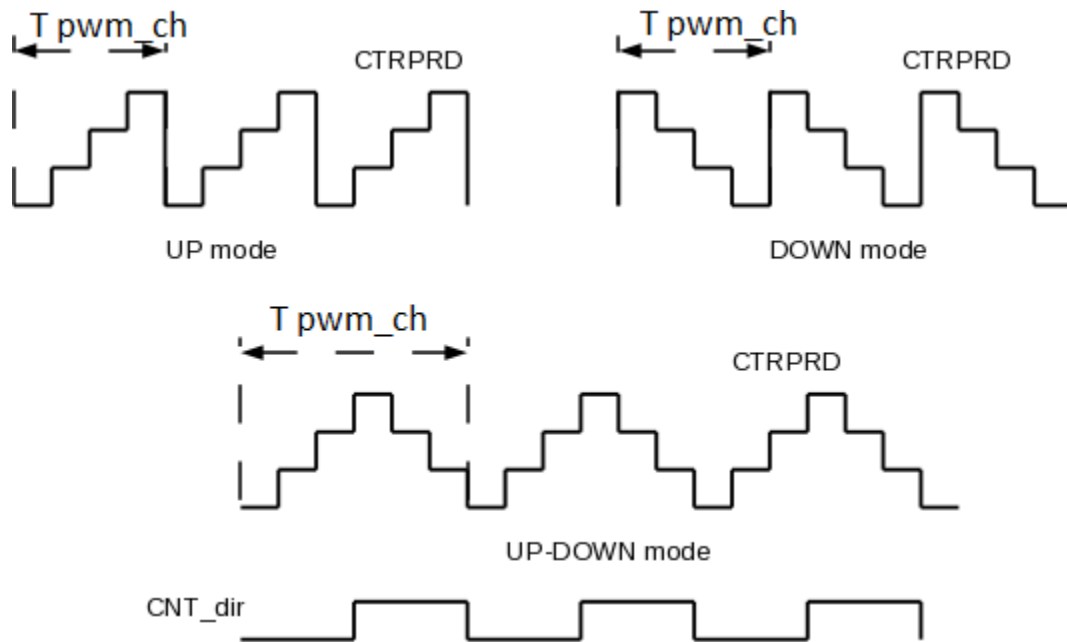 T pwm_ch
T pwm_ch
CTRPRD
CTRPRD
UP mode
DOWN mode
T pwm_ch
CTRPRD
UP-DOWN mode
CNT_dir